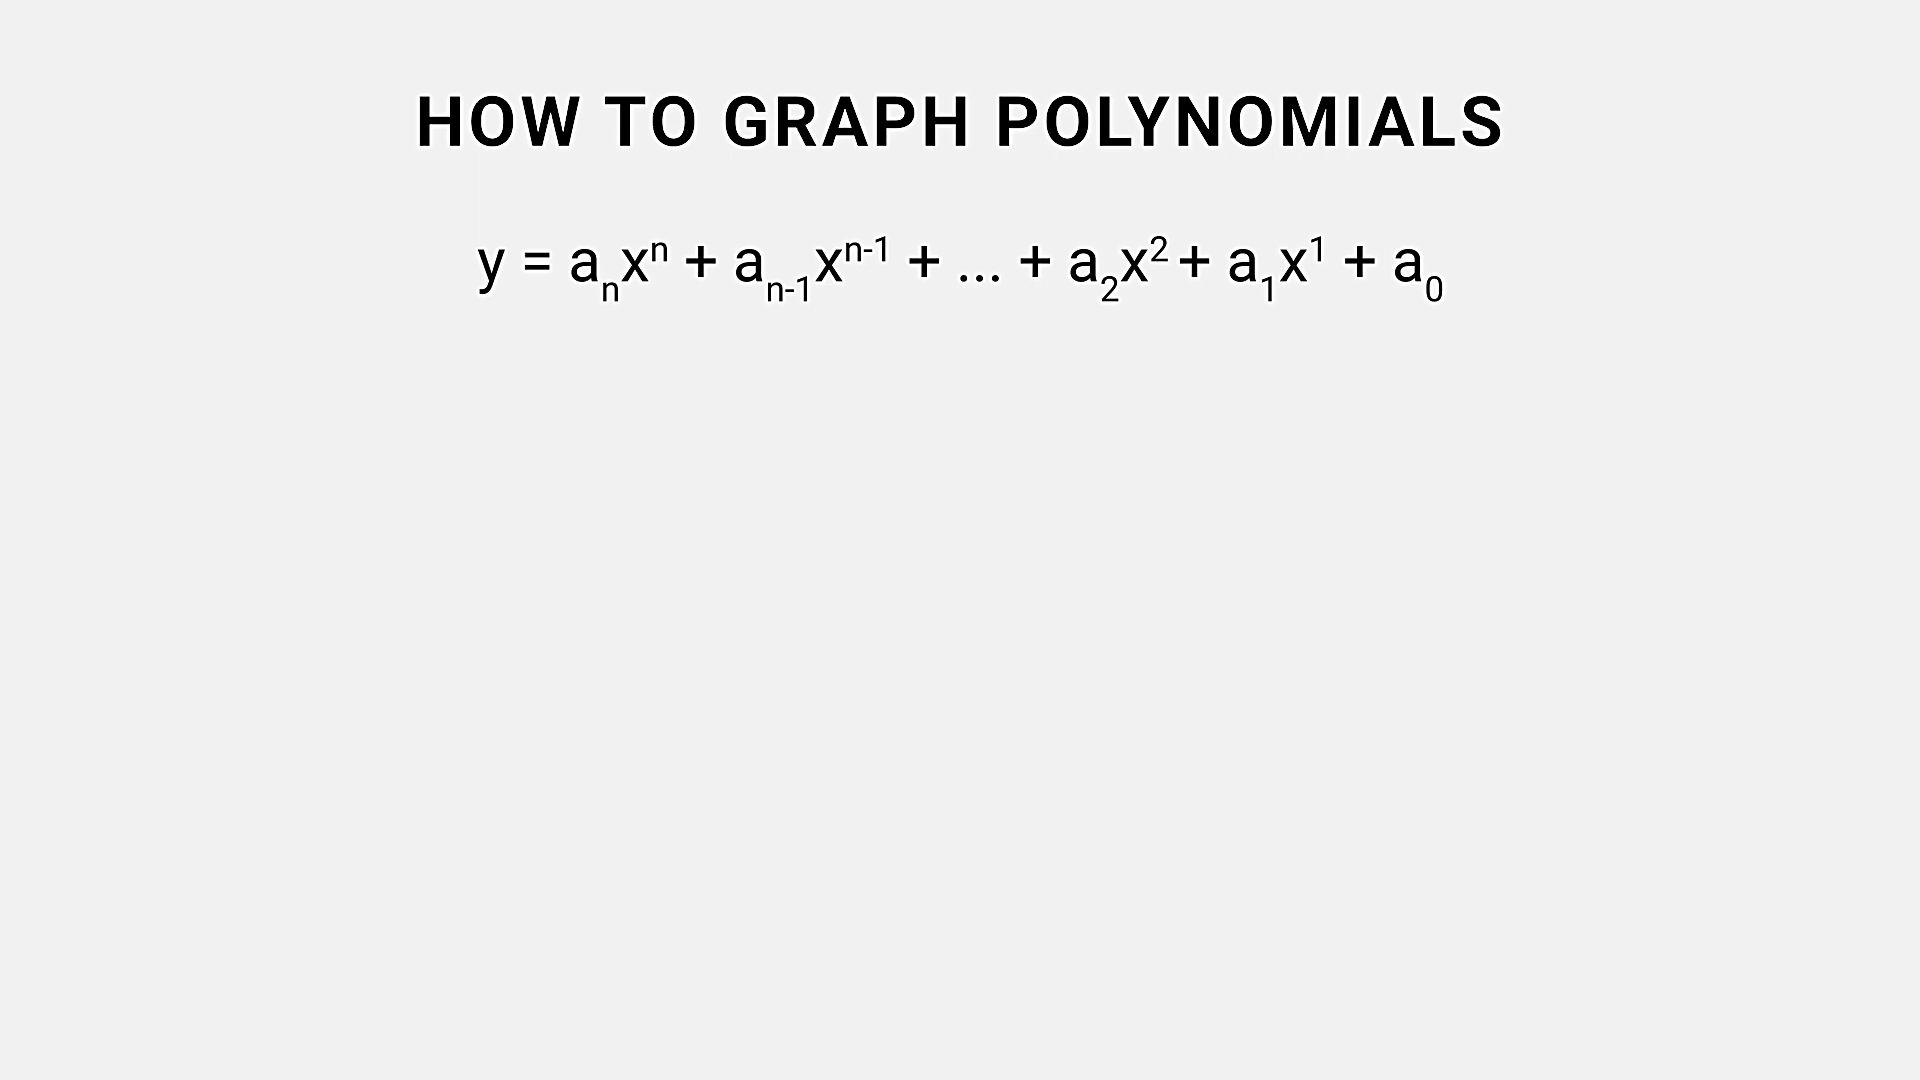 HOW TO GRAPH POLYNOMIALS
y = aₙxⁿ + aₙ₋₁xⁿ⁻¹ + ... + a₂x² + a₁x¹ + a₀